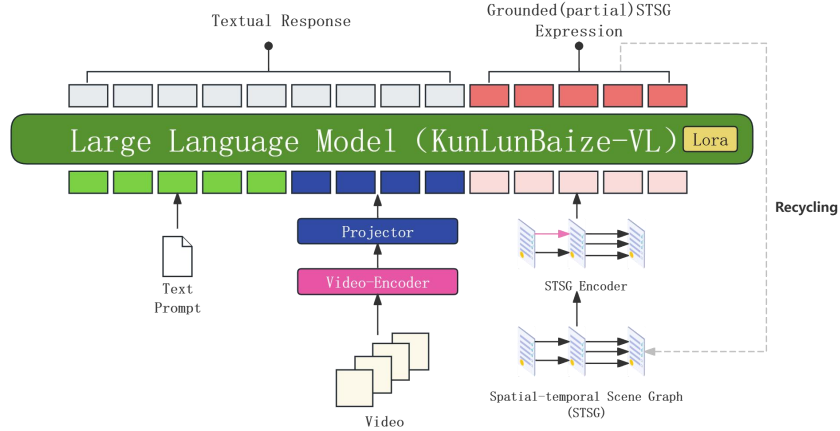 Textual Response
Grounded(partial)STSG
Expression
Large Language Model (KunLunBaize-VL)
Lora
Recycling
Projector
Video-Encoder
Text
Prompt
STSG Encoder
Video
Spatial-temporal Scene Graph
(STSG)